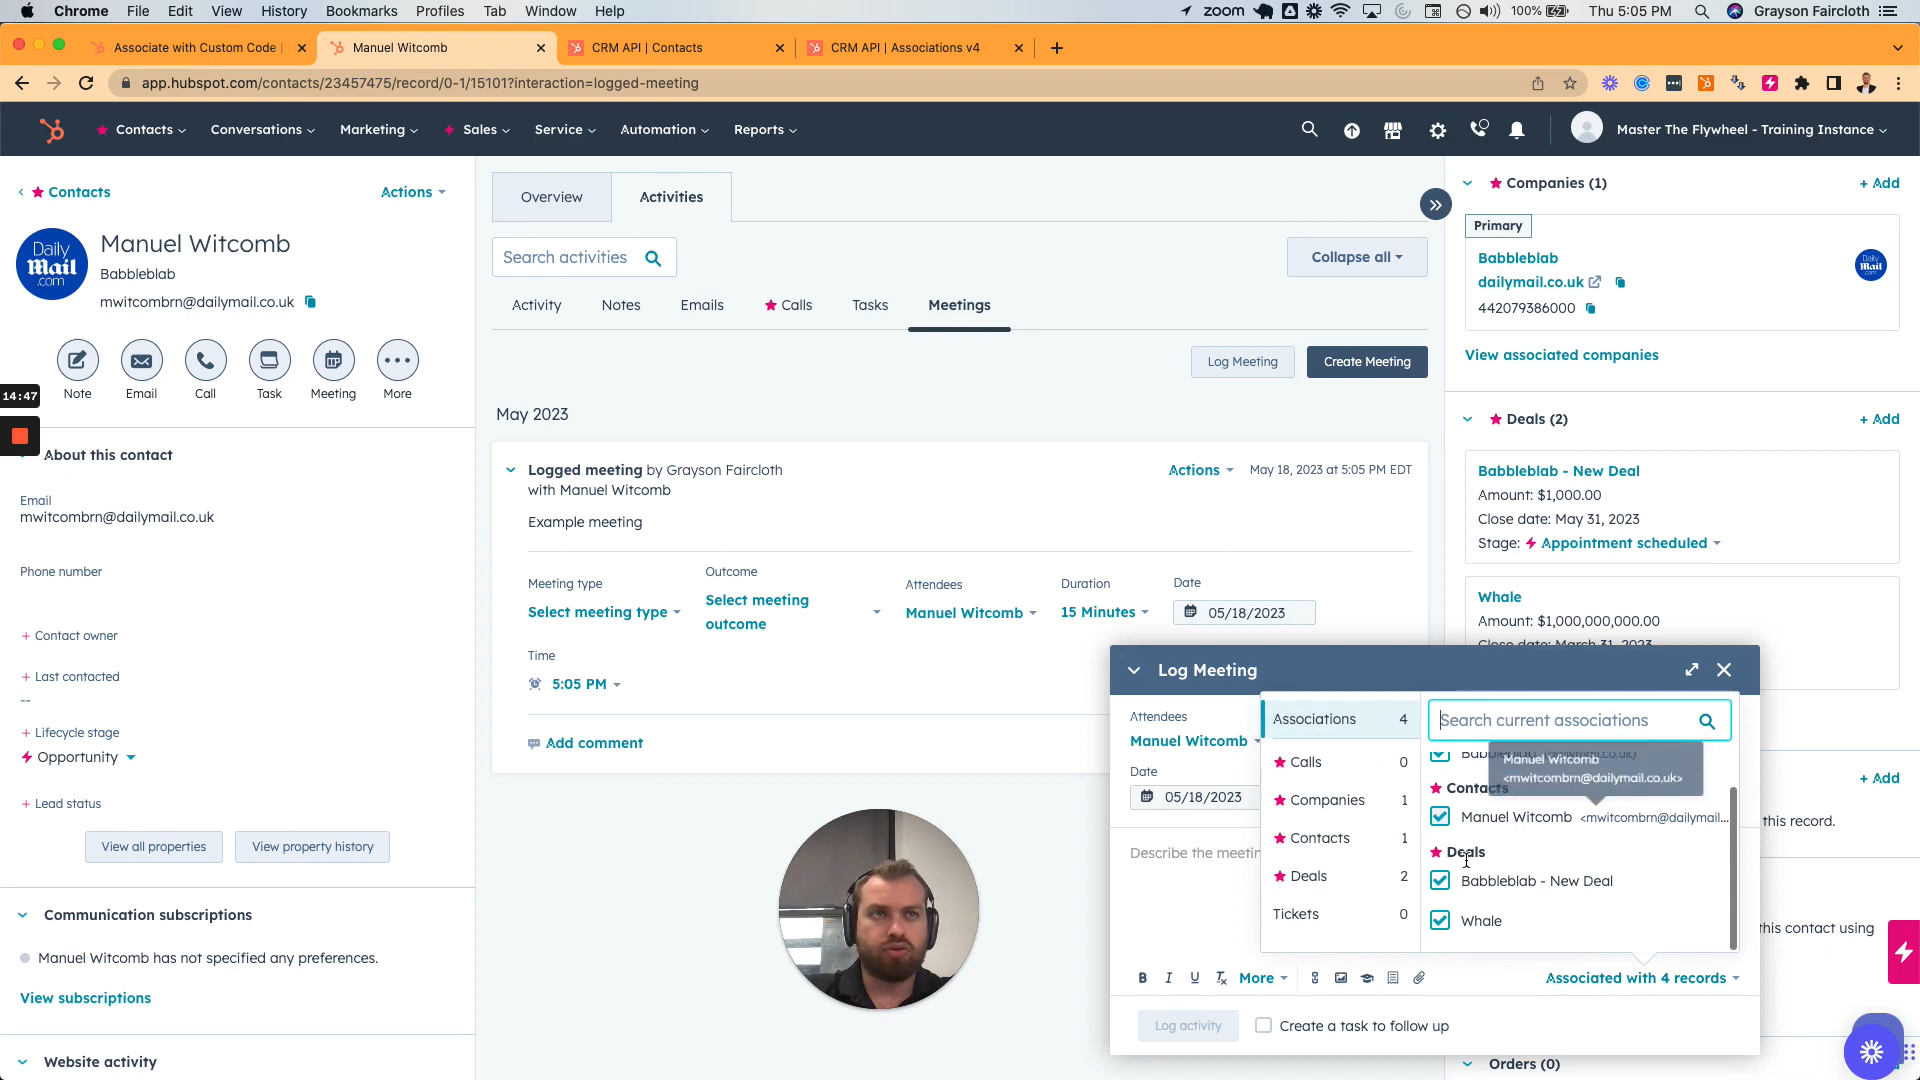 Chrome File Edit View History Bookmarks Profiles Tab Window Help
zoom 100% Thu 5:05 PM Grayson Faircloth
Associate with Custom Code |
Manuel Witcomb
CRM API | Contacts
CRM API | Associations v4
app.hubspot.com/contacts/23457475/record/0-1/15101?interaction=logged-meeting
Contacts Conversations Marketing Sales Service Automation Reports
Master The Flywheel - Training Instance
Contacts
Actions
Daily
Mail
.com
Manuel Witcomb
Babbleblab
mwitcombrn@dailymail.co.uk
Note Email Call Task Meeting More
14:47
About this contact
Email
mwitcombrn@dailymail.co.uk
Phone number
+ Contact owner
+ Last contacted
--
+ Lifecycle stage
Opportunity
+ Lead status
View all properties
View property history
Communication subscriptions
Manuel Witcomb has not specified any preferences.
View subscriptions
Website activity
Overview
Activities
Search activities
Collapse all
Activity Notes Emails Calls Tasks Meetings
Log Meeting
Create Meeting
May 2023
Logged meeting by Grayson Faircloth
with Manuel Witcomb
Actions
May 18, 2023 at 5:05 PM EDT
Example meeting
Meeting type
Select meeting type
Outcome
Select meeting
outcome
Attendees
Manuel Witcomb
Duration
15 Minutes
Date
05/18/2023
Time
5:05 PM
Add comment
Companies (1)
+ Add
Primary
Babbleblab
dailymail.co.uk
442079386000
Daily
Mail
.com
View associated companies
Deals (2)
+ Add
Babbleblab - New Deal
Amount: $1,000.00
Close date: May 31, 2023
Stage: Appointment scheduled
Whale
Amount: $1,000,000,000.00
Close date: March 31, 2023
+ Add
this record.
this contact using
Orders (0)
Log Meeting
Attendees
Manuel Witcomb
Date
05/18/2023
Describe the meetin
Associations 4
Calls 0
Companies 1
Contacts 1
Deals 2
Tickets 0
Search current associations
Manuel Witcomb
<mwitcombrn@dailymail.co.uk>
Contacts
Manuel Witcomb <mwitcombrn@dailymail...
Deals
Babbleblab - New Deal
Whale
B I U Tx More
Associated with 4 records
Log activity
Create a task to follow up